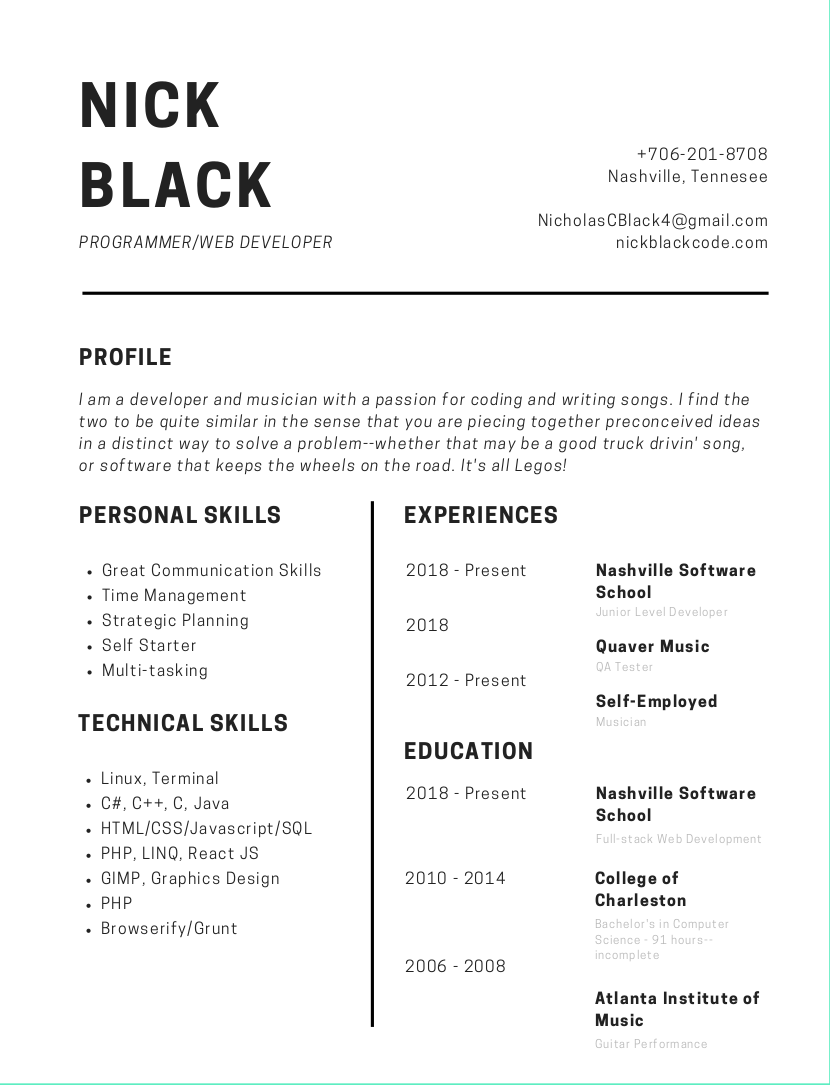 NICK
BLACK
PROGRAMMER/WEB DEVELOPER
+706-201-8708
Nashville, Tennesee
NicholasCBlack4@gmail.com
nickblackcode.com
PROFILE
I am a developer and musician with a passion for coding and writing songs. I find the
two to be quite similar in the sense that you are piecing together preconceived ideas
in a distinct way to solve a problem--whether that may be a good truck drivin' song,
or software that keeps the wheels on the road. It's all Legos!
PERSONAL SKILLS
• Great Communication Skills
• Time Management
• Strategic Planning
• Self Starter
• Multi-tasking
TECHNICAL SKILLS
• Linux, Terminal
• C#, C++, C, Java
• HTML/CSS/Javascript/SQL
• PHP, LINQ, React JS
• GIMP, Graphics Design
• PHP
• Browserify/Grunt
EXPERIENCES
2018 - Present
Nashville Software
School
Junior Level Developer
2018
Quaver Music
QA Tester
2012 - Present
Self-Employed
Musician
EDUCATION
2018 - Present
Nashville Software
School
Full-stack Web Development
2010 - 2014
College of
Charleston
Bachelor's in Computer
Science - 91 hours--
incomplete
2006 - 2008
Atlanta Institute of
Music
Guitar Performance